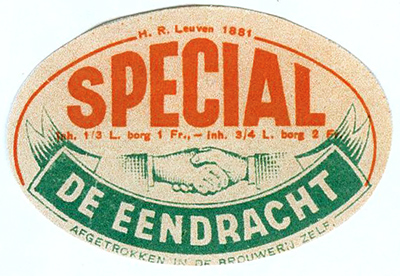 H. R. Leuven 1881
SPECIAL
Inh. 1/3 L. borg 1 Fr., — inh. 3/4 L. borg 2 Fr.
DE EENDRACHT
AFGETROKKEN IN DE BROUWERIJ ZELF.